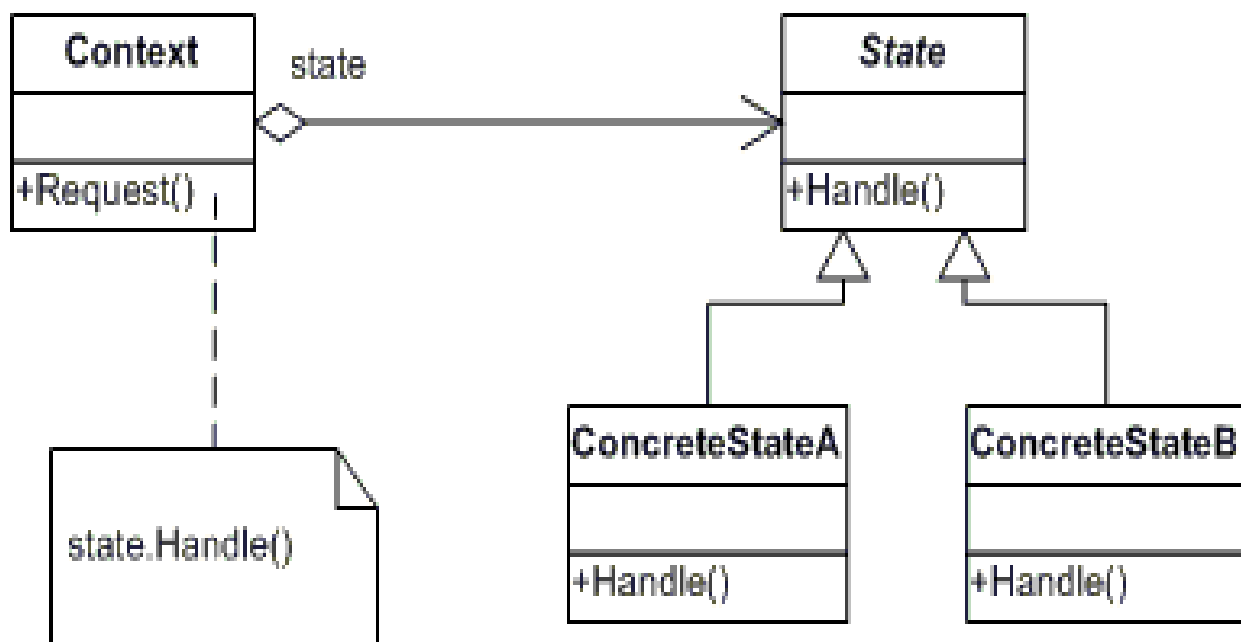 Context
state
State
+Request()
+Handle()
ConcreteStateA
ConcreteStateB
state.Handle()
+Handle()
+Handle()